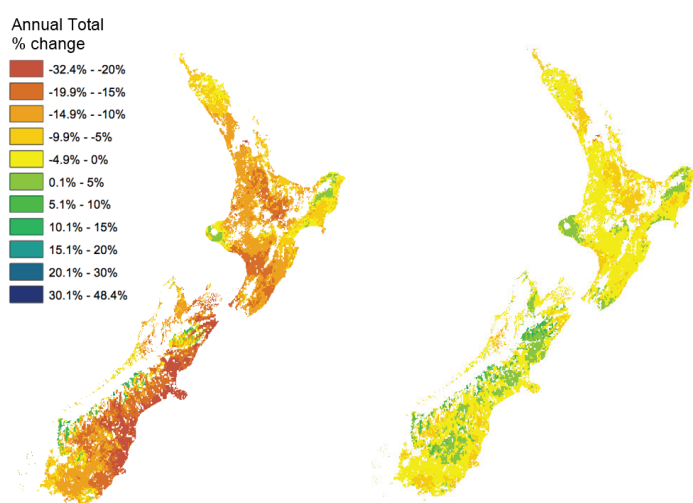 Annual Total
% change
-32.4% - -20%
-19.9% - -15%
-14.9% - -10%
-9.9% - -5%
-4.9% - 0%
0.1% - 5%
5.1% - 10%
10.1% - 15%
15.1% - 20%
20.1% - 30%
30.1% - 48.4%